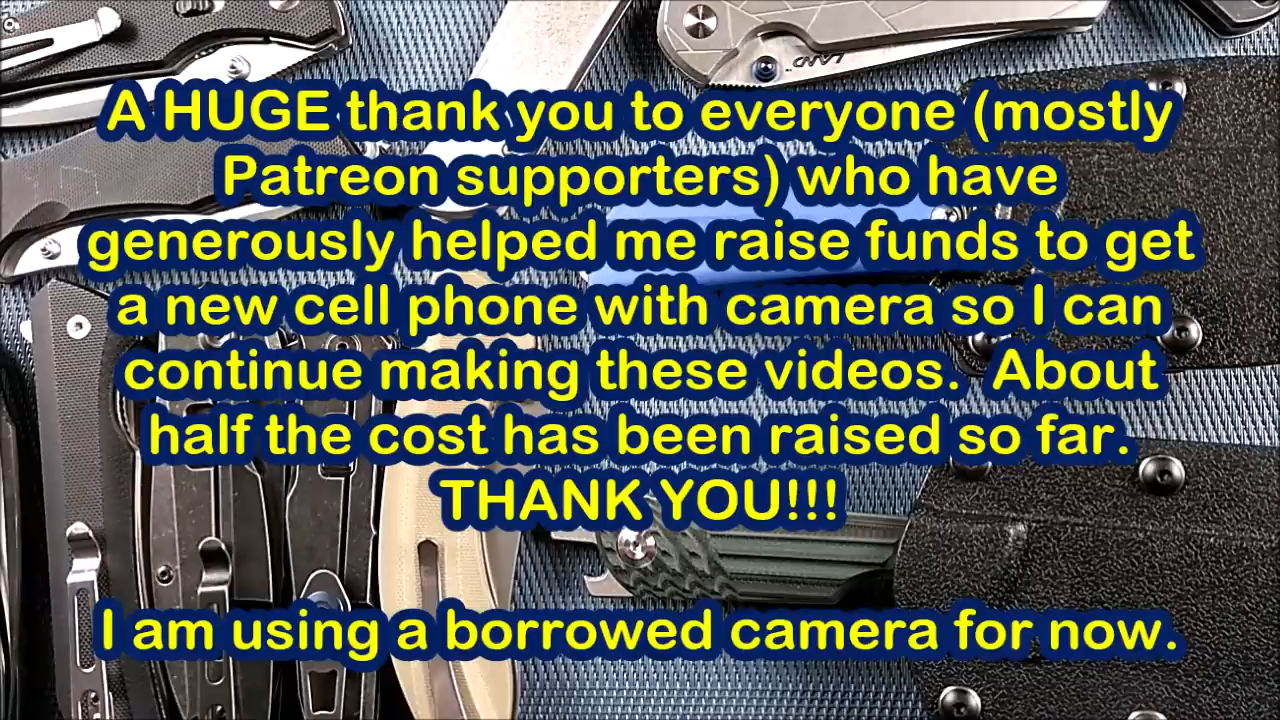 A HUGE thank you to everyone (mostly
Patreon supporters) who have
generously helped me raise funds to get
a new cell phone with camera so I can
continue making these videos.  About
half the cost has been raised so far.
THANK YOU!!!
I am using a borrowed camera for now.